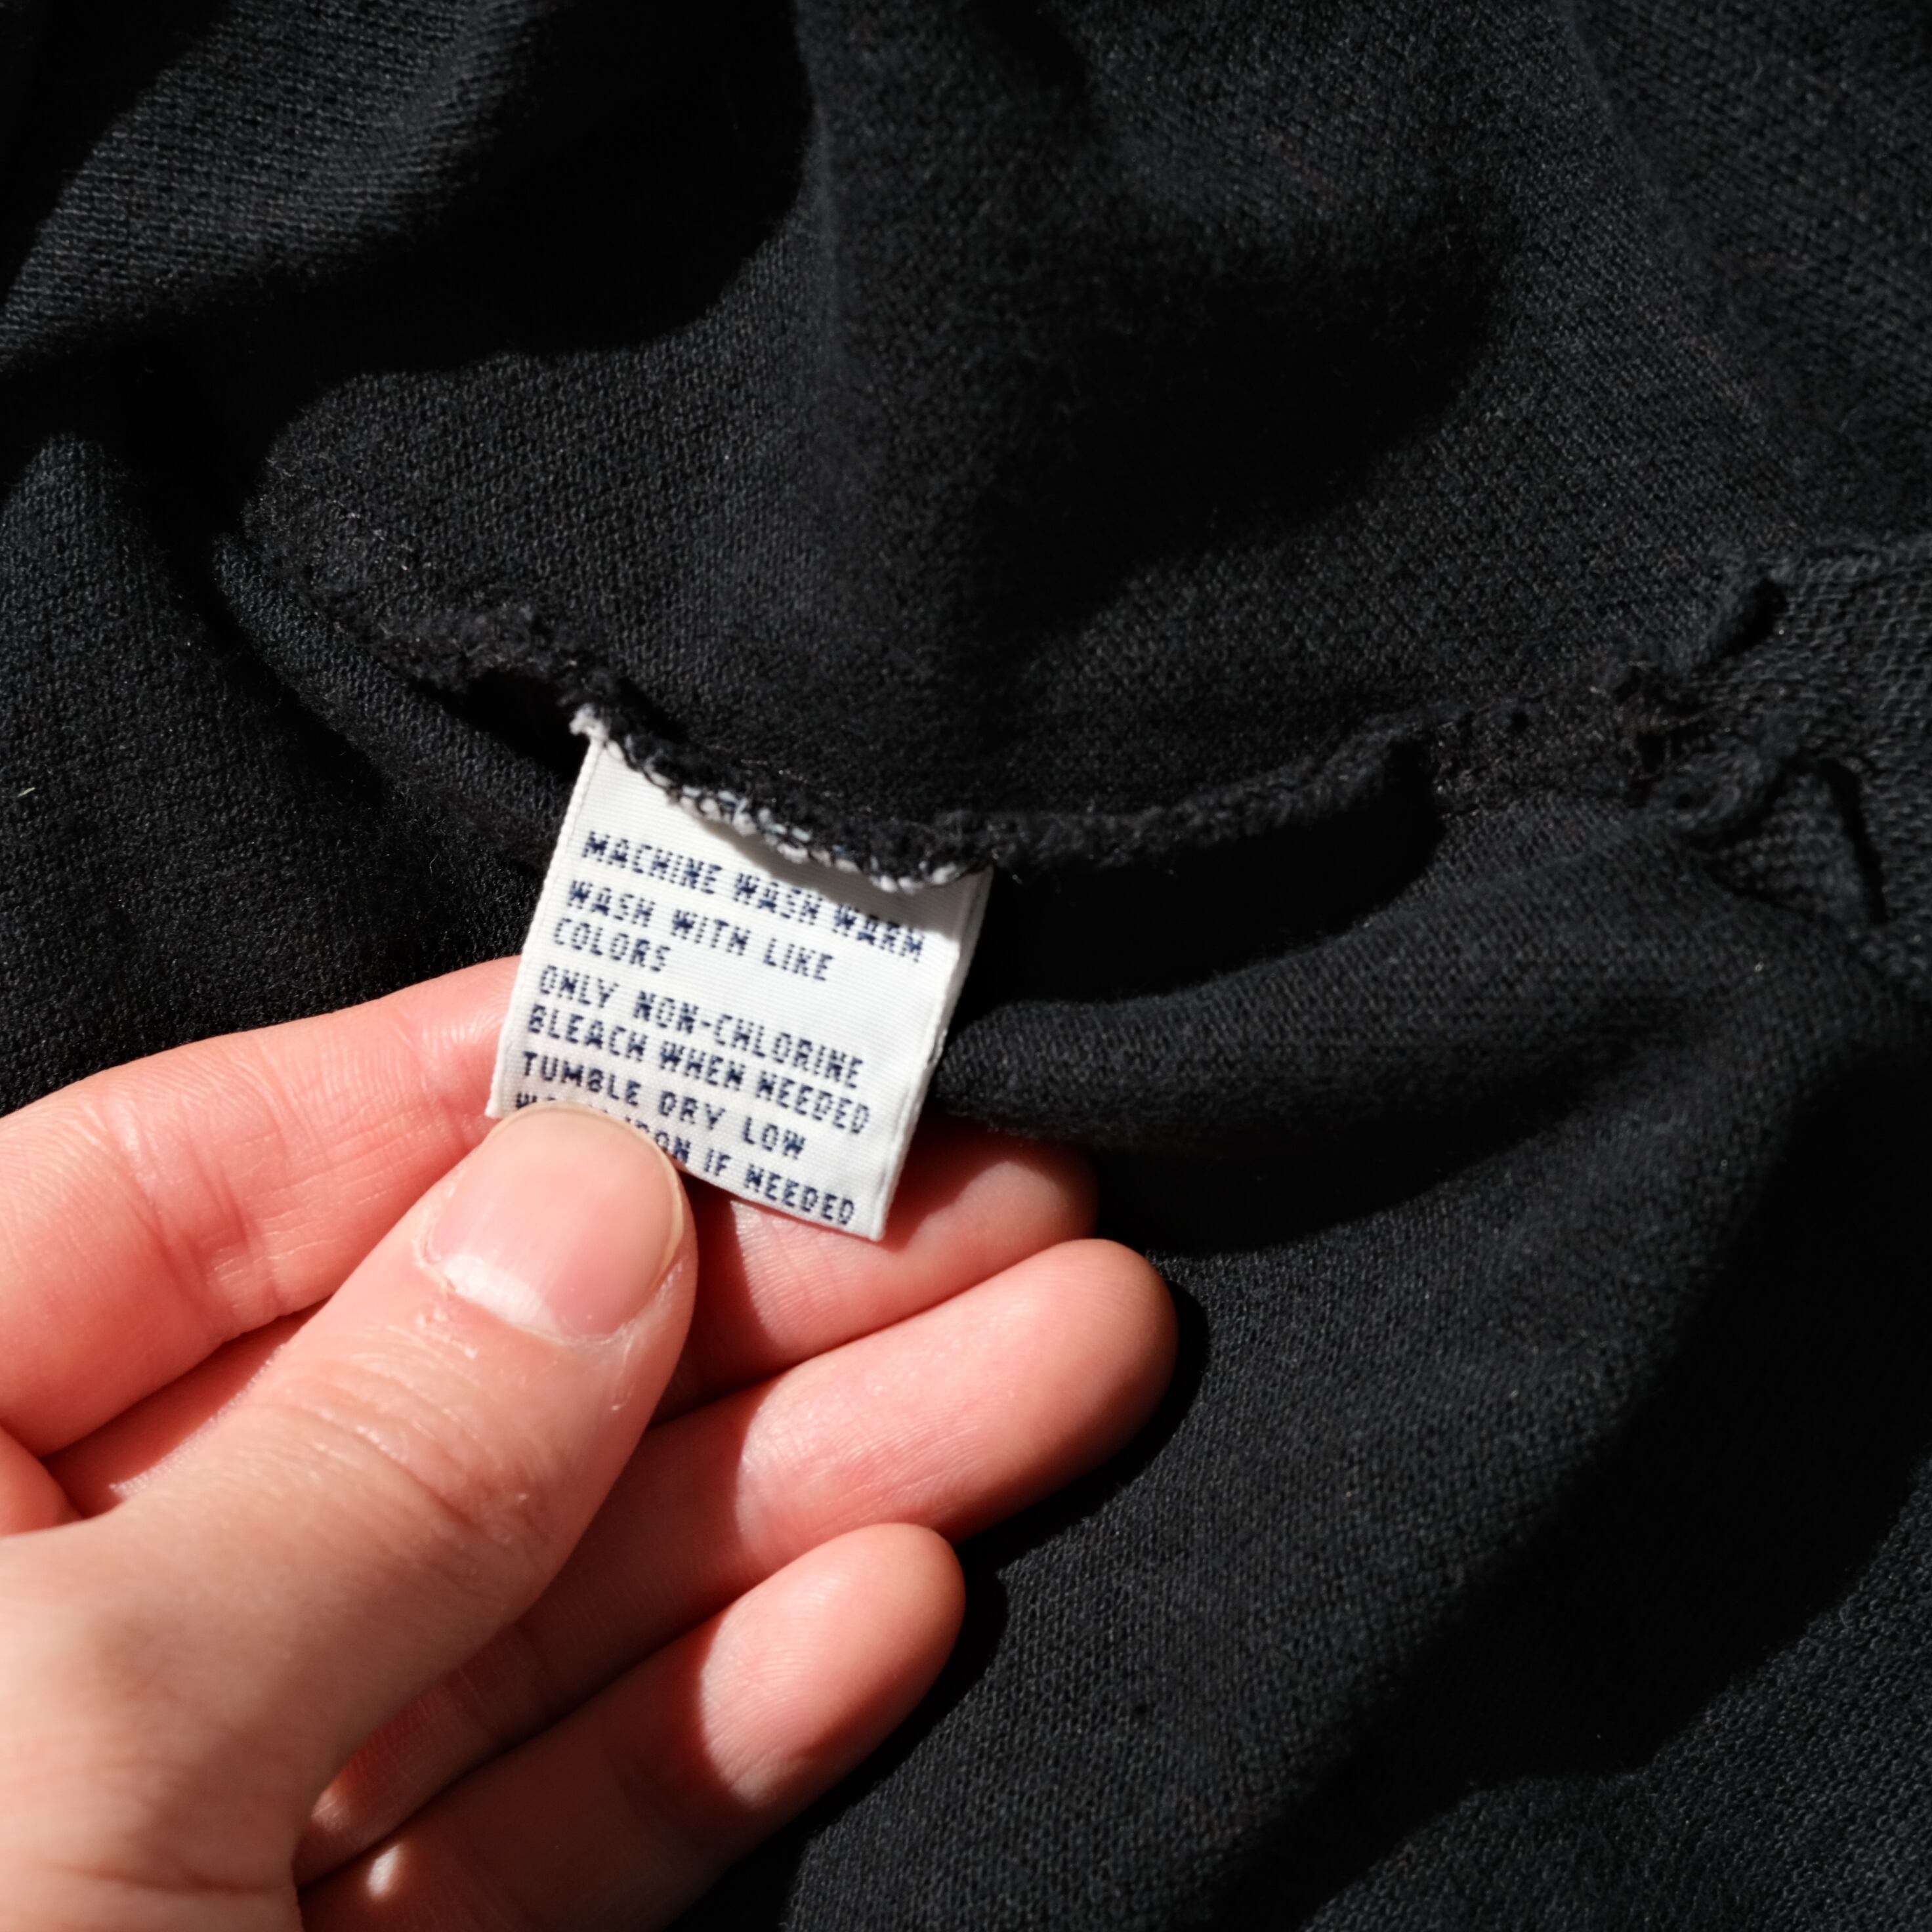 MACHINE WASH WARM
WASH WITH LIKE
COLORS
ONLY NON-CHLORINE
BLEACH WHEN NEEDED
TUMBLE DRY LOW
IF NEEDED